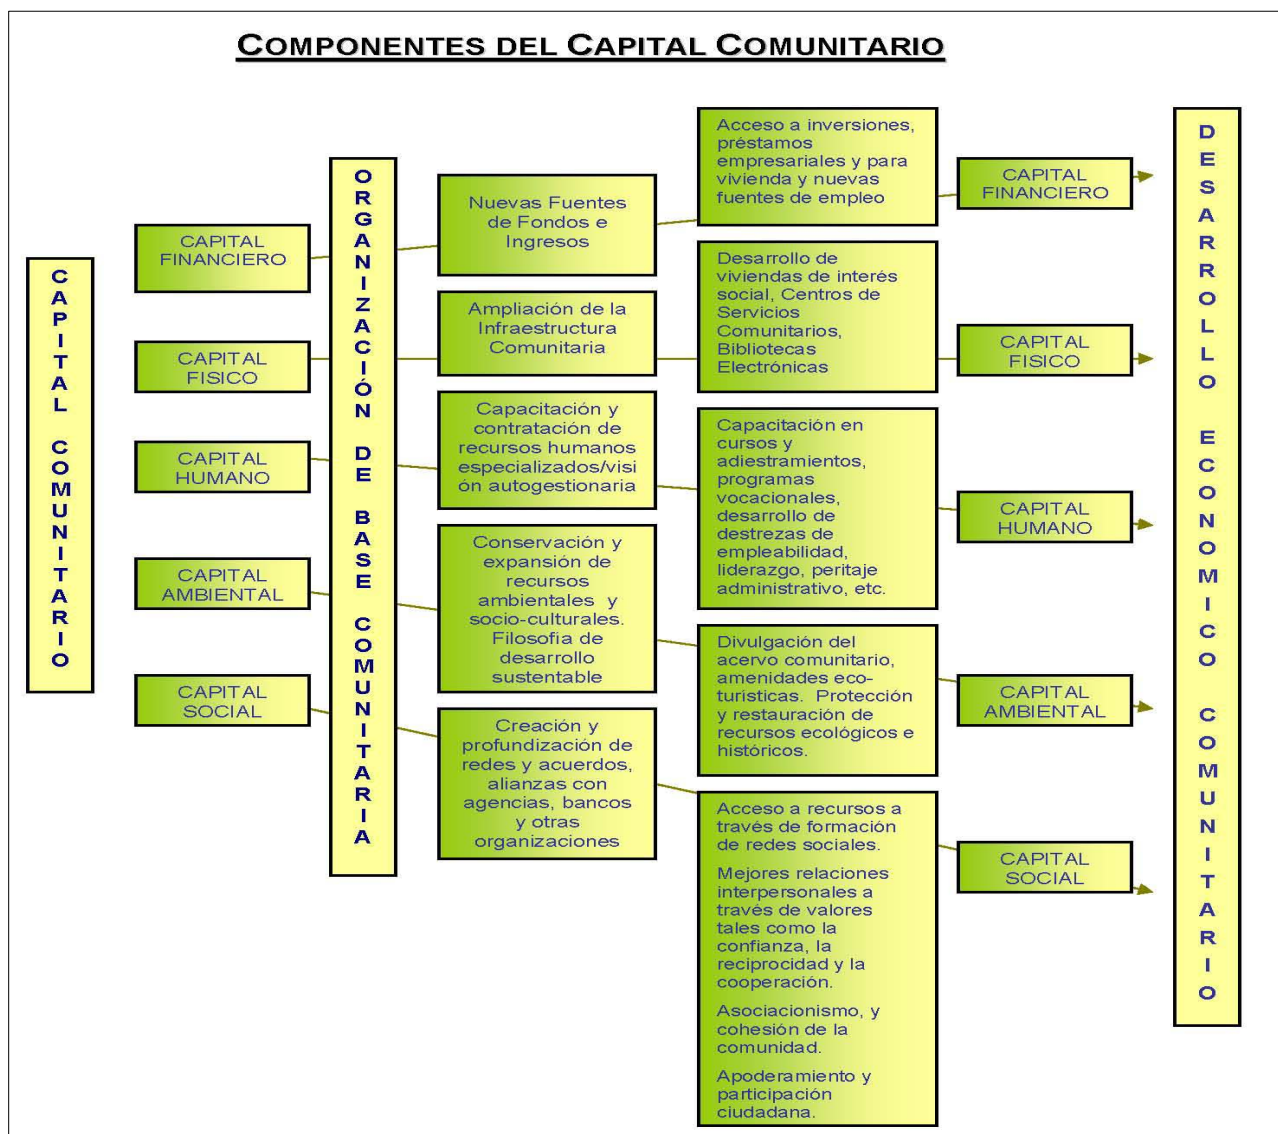 COMPONENTES DEL CAPITAL COMUNITARIO
CAPITAL COMUNITARIO
CAPITAL
FINANCIERO
CAPITAL
FISICO
CAPITAL
HUMANO
CAPITAL
AMBIENTAL
CAPITAL
SOCIAL
ORGANIZACIÓN DE BASE COMUNITARIA
Nuevas Fuentes
de Fondos e
Ingresos
Ampliación de la
Infraestructura
Comunitaria
Capacitación y
contratación de
recursos humanos
especializados/visi
ón autogestionaria
Conservación y
expansión de
recursos
ambientales y
socio-culturales.
Filosofia de
desarrollo
sustentable
Creación y
profundización de
redes y acuerdos,
alianzas con
agencias, bancos
y otras
organizaciones
Acceso a inversiones,
préstamos
empresariales y para
vivienda y nuevas
fuentes de empleo
Desarrollo de
viviendas de interés
social, Centros de
Servicios
Comunitarios,
Bibliotecas
Electrónicas
Capacitación en
cursos y
adiestramientos,
programas
vocacionales,
desarrollo de
destrezas de
empleabilidad,
liderazgo, peritaje
administrativo, etc.
Divulgación del
acervo comunitario,
amenidades eco-
turísticas. Protección
y restauración de
recursos ecológicos e
históricos.
Acceso a recursos a
través de formación
de redes sociales.
Mejores relaciones
interpersonales a
través de valores
tales como la
confianza, la
reciprocidad y la
cooperación.
Asociacionismo, y
cohesión de la
comunidad.
Apoderamiento y
participación
ciudadana.
CAPITAL
FINANCIERO
CAPITAL
FISICO
CAPITAL
HUMANO
CAPITAL
AMBIENTAL
CAPITAL
SOCIAL
DESARROLLO ECONOMICO COMUNITARIO